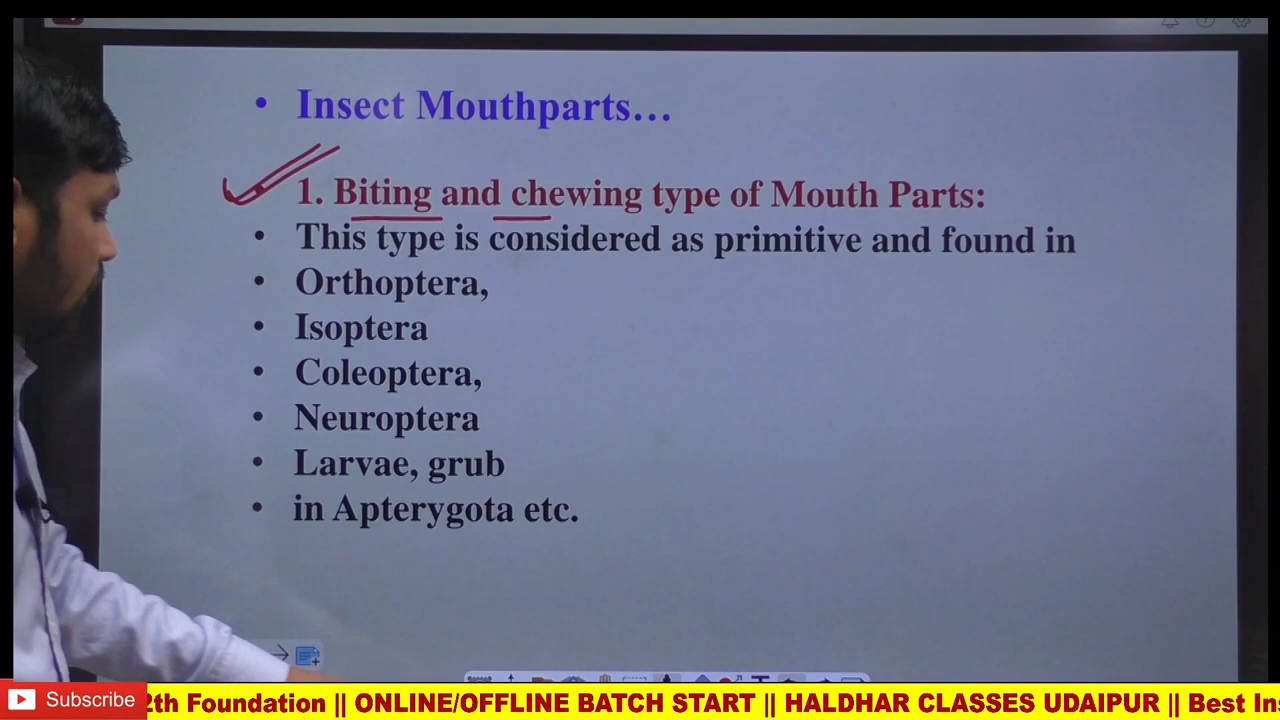 • Insect Mouthparts...
1. Biting and chewing type of Mouth Parts:
• This type is considered as primitive and found in
• Orthoptera,
• Isoptera
• Coleoptera,
• Neuroptera
• Larvae, grub
• in Apterygota etc.
Subscribe
2th Foundation || ONLINE/OFFLINE BATCH START || HALDHAR CLASSES UDAIPUR || Best Ins